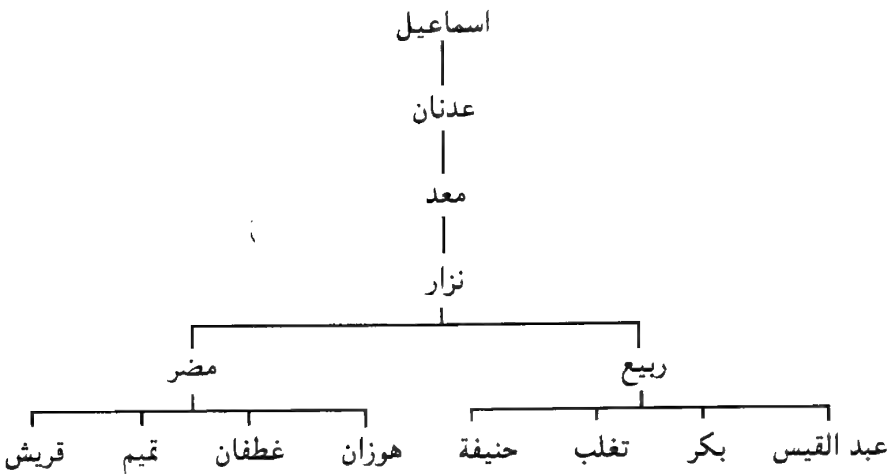 اسماعيل
عدنان
معد
نزار
ربيع مضر
عبد القيس بكر تغلب حنيفة هوزان غطفان تميم قريش